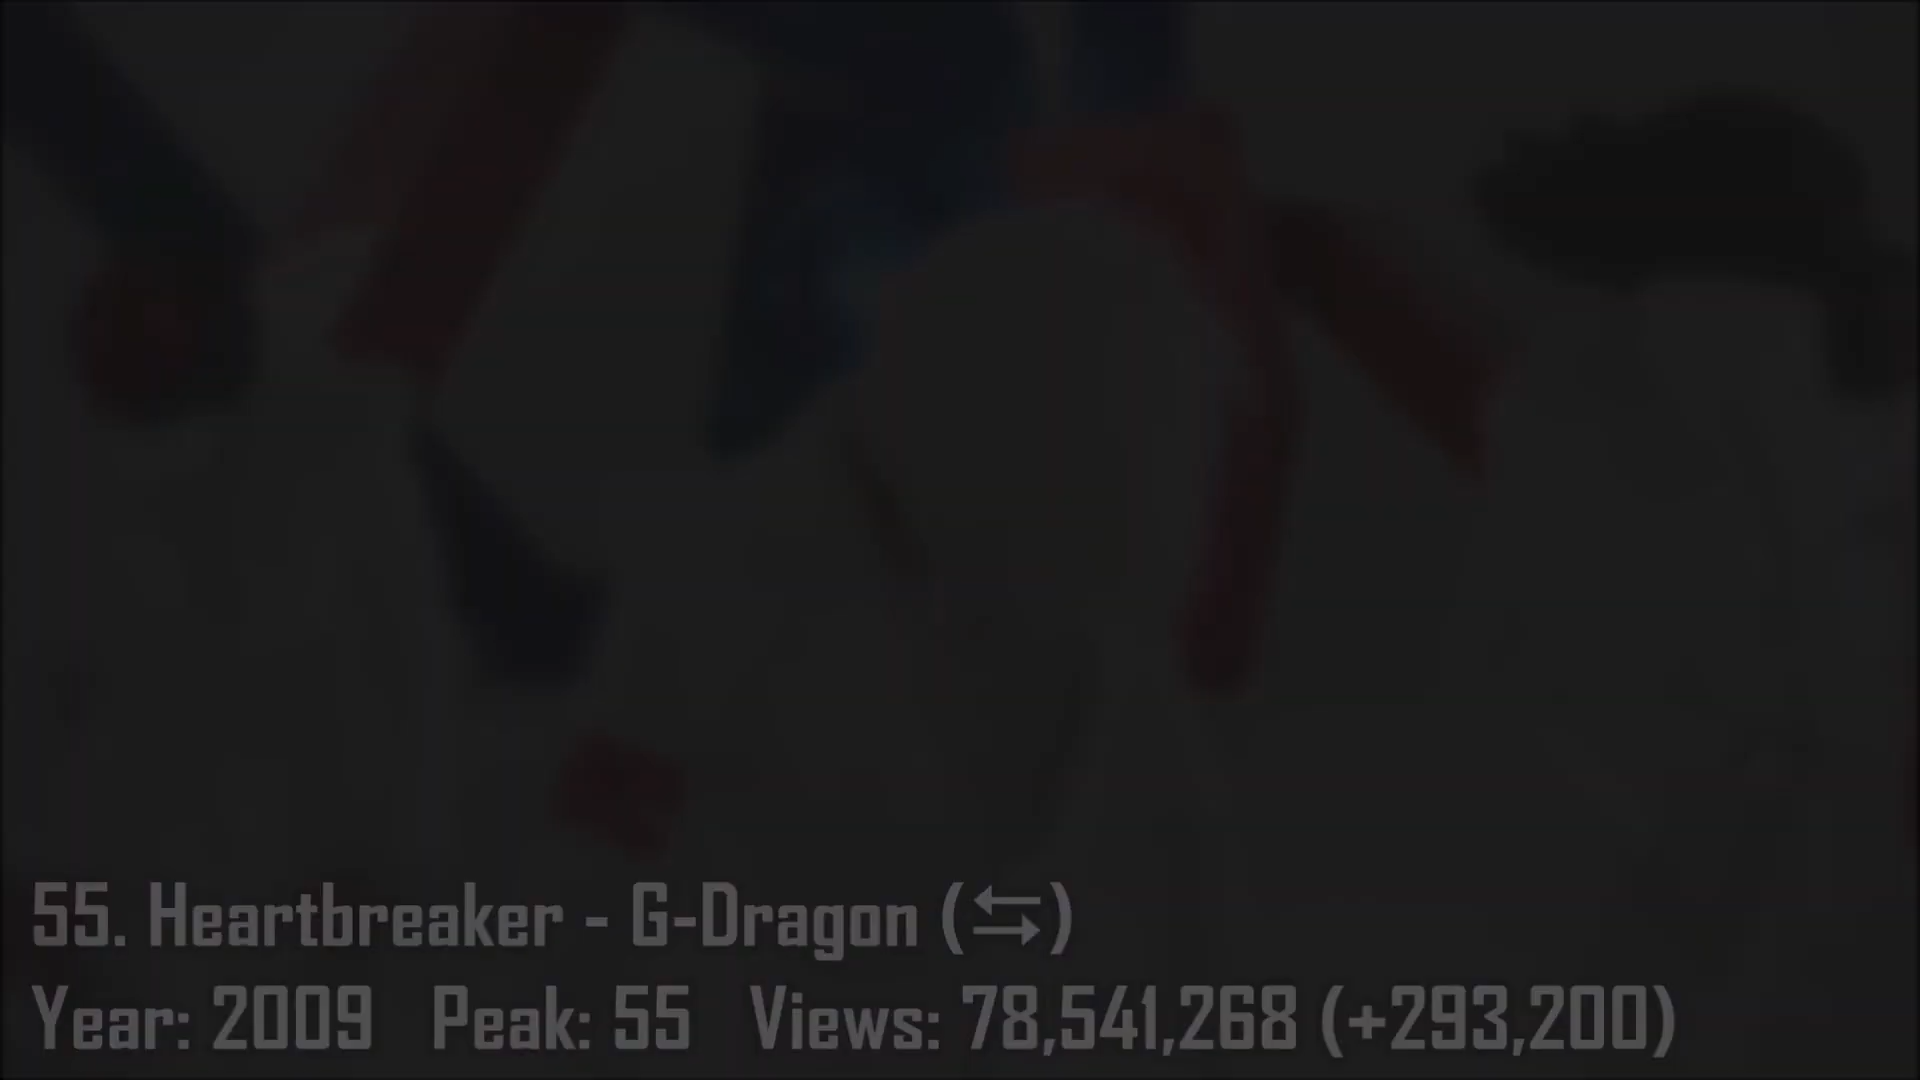 55. Heartbreaker - G-Dragon (⇆)
Year: 2009 Peak: 55 Views: 78,541,268 (+293,200)